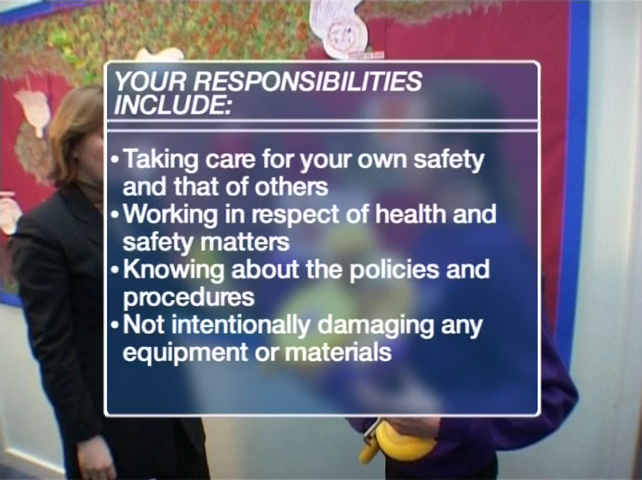 YOUR RESPONSIBILITIES
INCLUDE:
• Taking care for your own safety
and that of others
• Working in respect of health and
safety matters
• Knowing about the policies and
procedures
• Not intentionally damaging any
equipment or materials